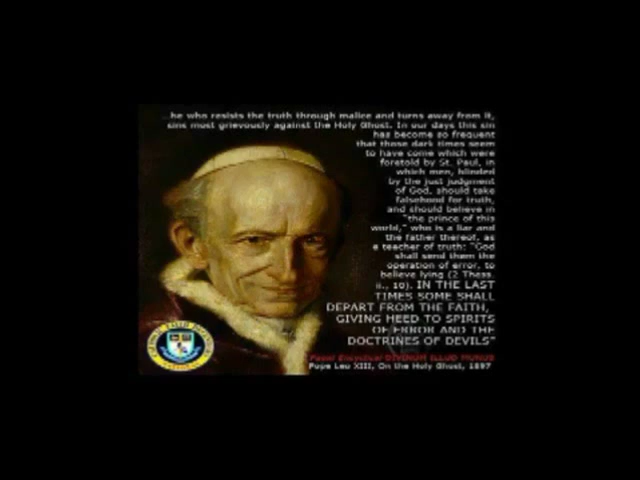 ...he who resists the truth through malice and turns away from it,
sins most grievously against the Holy Ghost. In our days this sin
has become so frequent
that those dark times seem
to have come which were
foretold by St. Paul, in
which men, blinded
by the just judgment
of God, should take
falsehood for truth,
and should believe in
"the prince of this
world," who is a liar and
the father thereof, as
a teacher of truth: "God
shall send them the
operation of error, to
believe lying (2 Thess.
ii., 10). IN THE LAST
TIMES SOME SHALL
DEPART FROM THE FAITH,
GIVING HEED TO SPIRITS
OF ERROR AND THE
DOCTRINES OF DEVILS"
Papal Encyclical DIVINUM ILLUD MUNUS
Pope Leo XIII, On the Holy Ghost, 1897